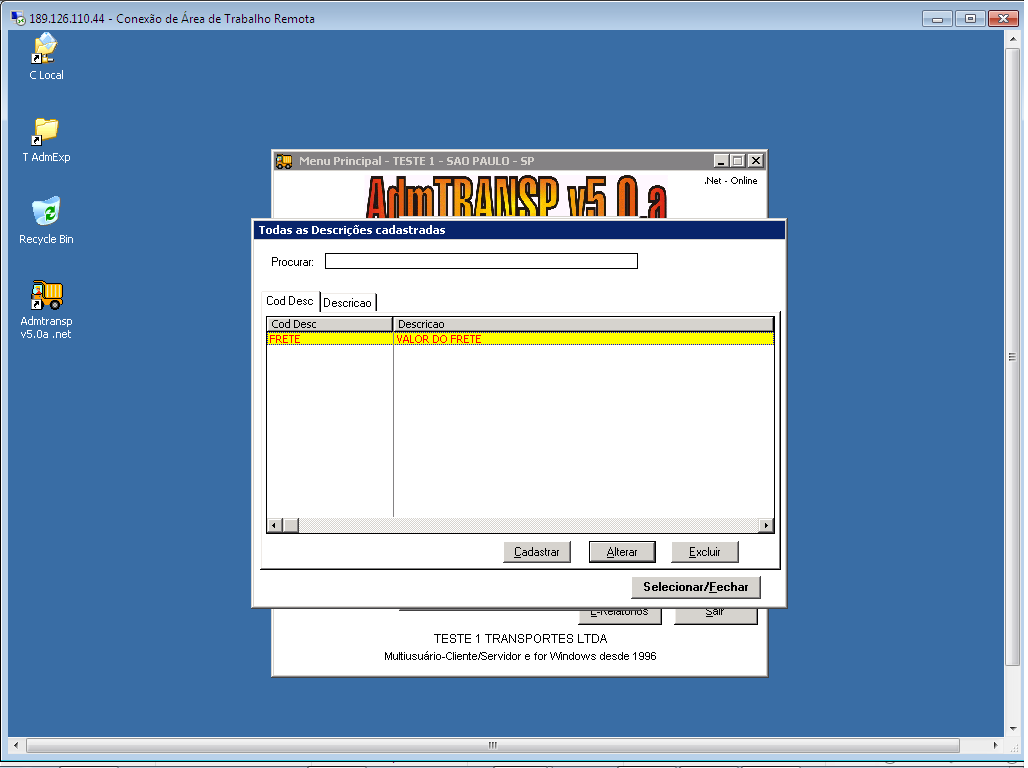 189.126.110.44 - Conexão de Área de Trabalho Remota
C Local
T AdmExp
Recycle Bin
Admtransp
v5.0a .net
Menu Principal - TESTE 1 - SAO PAULO - SP
.Net - Online
AdmTRANSP v5.0.a
Todas as Descrições cadastradas
Procurar:
Cod Desc
Descricao
Cod Desc
Descricao
FRETE
VALOR DO FRETE
Cadastrar
Alterar
Excluir
Selecionar/Fechar
E-Relatórios
Sair
TESTE 1 TRANSPORTES LTDA
Multiusuário-Cliente/Servidor e for Windows desde 1996